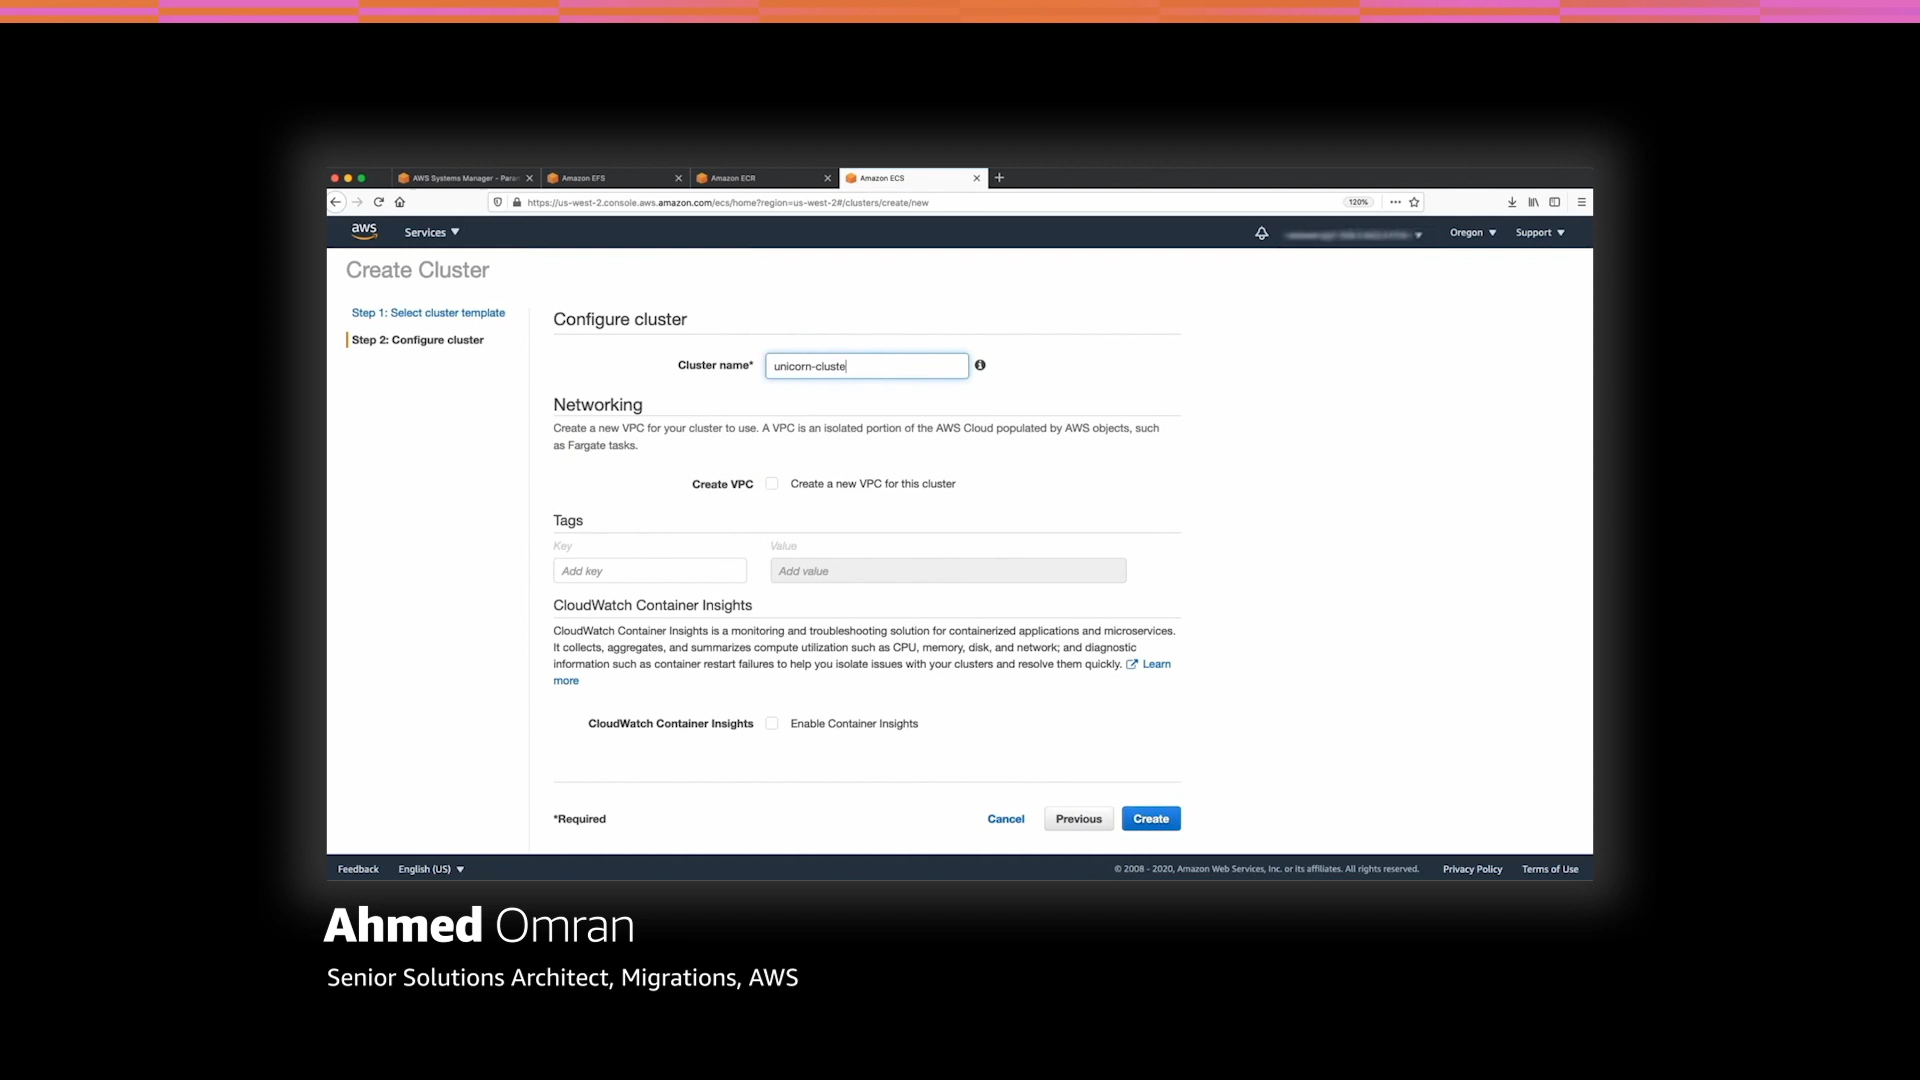 AWS Systems Manager - Param
Amazon EFS
Amazon ECR
Amazon ECS
https://us-west-2.console.aws.amazon.com/ecs/home?region=us-west-2#/clusters/create/new
120%
aws
Services
Oregon
Support
Create Cluster
Step 1: Select cluster template
Step 2: Configure cluster
Configure cluster
Cluster name*
unicorn-cluste
Networking
Create a new VPC for your cluster to use. A VPC is an isolated portion of the AWS Cloud populated by AWS objects, such
as Fargate tasks.
Create VPC
Create a new VPC for this cluster
Tags
Key
Value
Add key
Add value
CloudWatch Container Insights
CloudWatch Container Insights is a monitoring and troubleshooting solution for containerized applications and microservices.
It collects, aggregates, and summarizes compute utilization such as CPU, memory, disk, and network; and diagnostic
information such as container restart failures to help you isolate issues with your clusters and resolve them quickly. Learn
more
CloudWatch Container Insights
Enable Container Insights
*Required
Cancel
Previous
Create
Feedback
English (US)
© 2008 - 2020, Amazon Web Services, Inc. or its affiliates. All rights reserved.
Privacy Policy
Terms of Use
Ahmed Omran
Senior Solutions Architect, Migrations, AWS